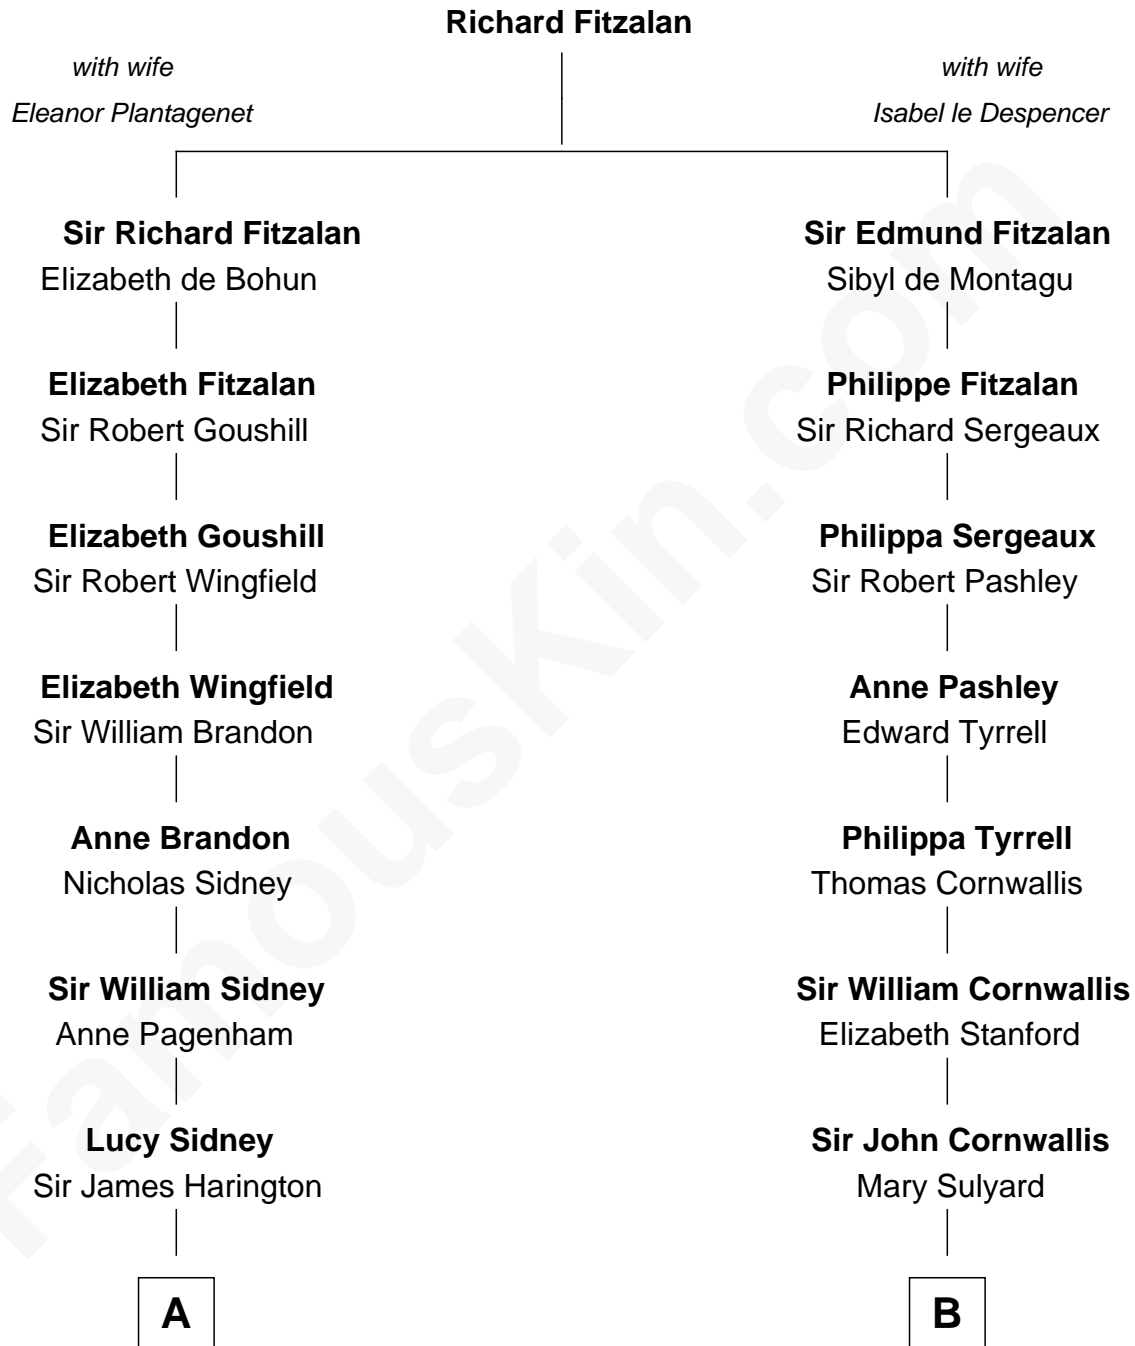 Richard Fitzalan
with wife
Eleanor Plantagenet
with wife
Isabel le Despencer
Sir Richard Fitzalan
Elizabeth de Bohun
Sir Edmund Fitzalan
Sibyl de Montagu
Elizabeth Fitzalan
Sir Robert Goushill
Philippe Fitzalan
Sir Richard Sergeaux
Elizabeth Goushill
Sir Robert Wingfield
Philippa Sergeaux
Sir Robert Pashley
Elizabeth Wingfield
Sir William Brandon
Anne Pashley
Edward Tyrrell
Anne Brandon
Nicholas Sidney
Philippa Tyrrell
Thomas Cornwallis
Sir William Sidney
Anne Pagenham
Sir William Cornwallis
Elizabeth Stanford
Lucy Sidney
Sir James Harington
Sir John Cornwallis
Mary Sulyard
A
B
FamousKin.com